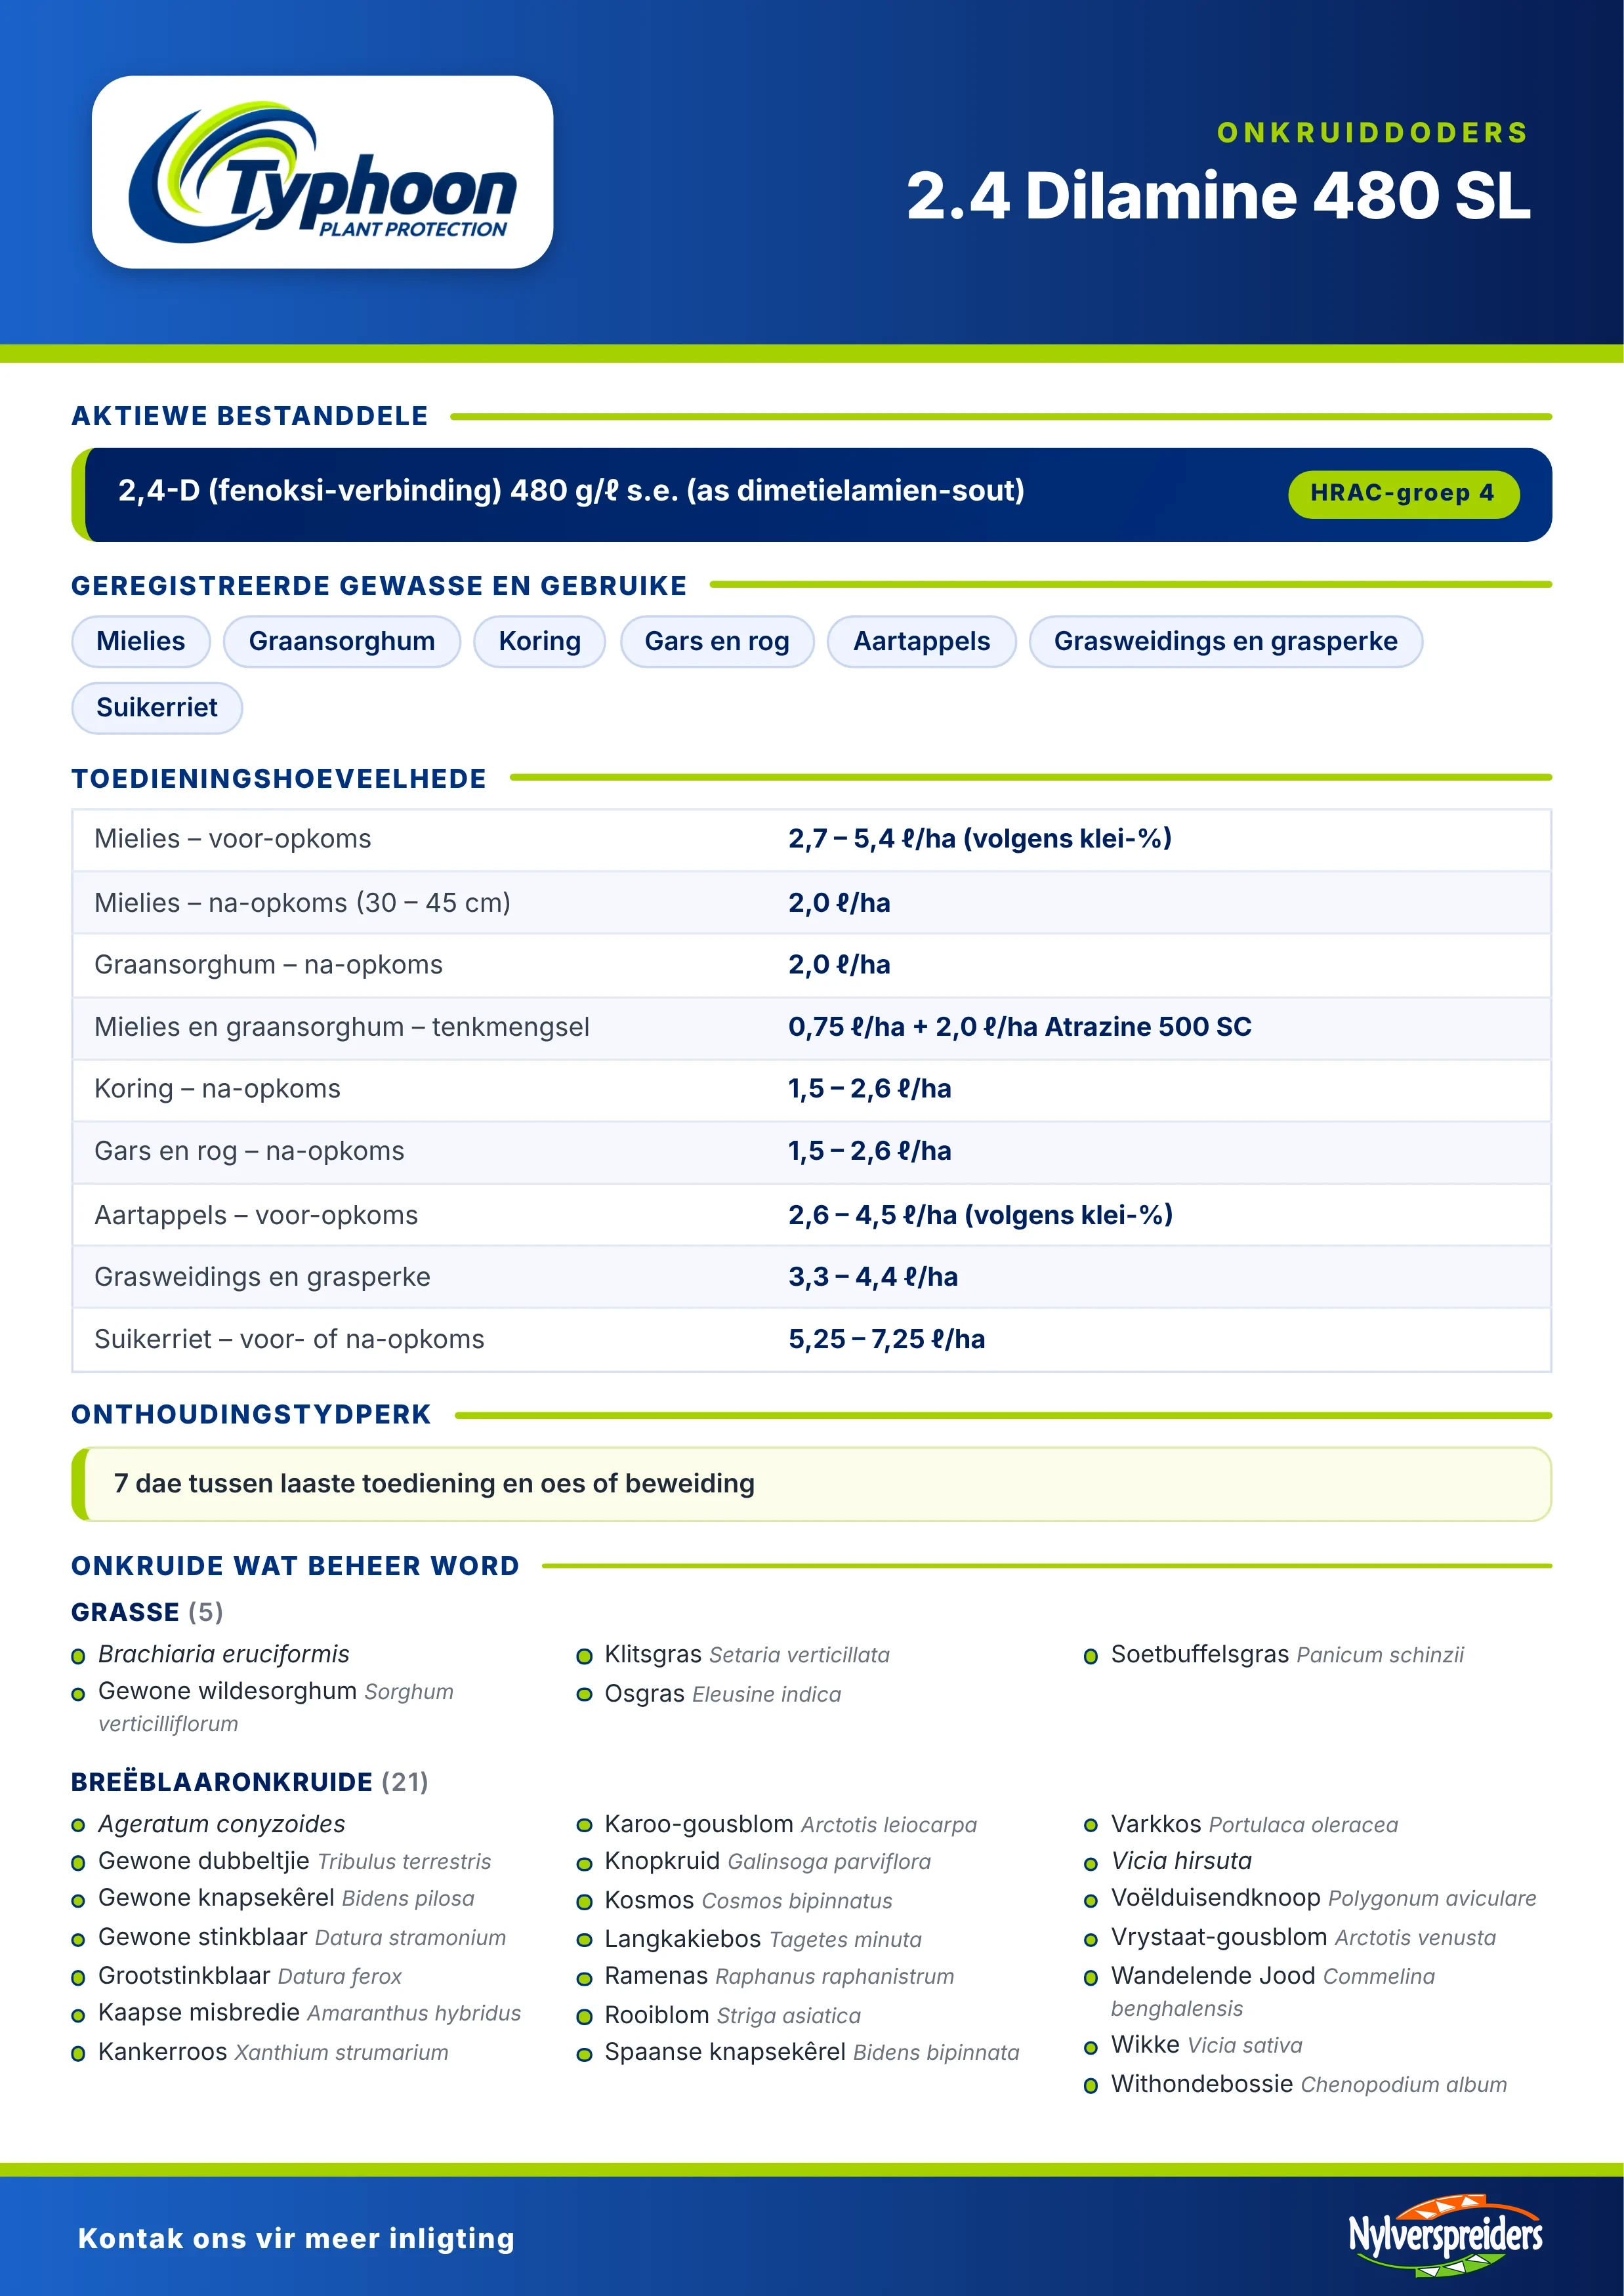 Typhoon
PLANT PROTECTION
ONKRUIDDODERS
2.4 Dilamine 480 SL
AKTIEWE BESTANDDELE
2,4-D (fenoksi-verbinding) 480 g/ℓ s.e. (as dimetielamien-sout)
HRAC-groep 4
GEREGISTREERDE GEWASSE EN GEBRUIKE
Mielies
Graansorghum
Koring
Gars en rog
Aartappels
Grasweidings en grasperke
Suikerriet
TOEDIENINGSHOEVEELHEDE
Mielies – voor-opkoms 2,7 – 5,4 ℓ/ha (volgens klei-%)
Mielies – na-opkoms (30 – 45 cm) 2,0 ℓ/ha
Graansorghum – na-opkoms 2,0 ℓ/ha
Mielies en graansorghum – tenkmengsel 0,75 ℓ/ha + 2,0 ℓ/ha Atrazine 500 SC
Koring – na-opkoms 1,5 – 2,6 ℓ/ha
Gars en rog – na-opkoms 1,5 – 2,6 ℓ/ha
Aartappels – voor-opkoms 2,6 – 4,5 ℓ/ha (volgens klei-%)
Grasweidings en grasperke 3,3 – 4,4 ℓ/ha
Suikerriet – voor- of na-opkoms 5,25 – 7,25 ℓ/ha
ONTHOUDINGSTYDPERK
7 dae tussen laaste toediening en oes of beweiding
ONKRUIDE WAT BEHEER WORD
GRASSE (5)
Brachiaria eruciformis
Gewone wildesorghum Sorghum
verticilliflorum
Klitsgras Setaria verticillata
Osgras Eleusine indica
Soetbuffelsgras Panicum schinzii
BREËBLAARONKRUIDE (21)
Ageratum conyzoides
Gewone dubbeltjie Tribulus terrestris
Gewone knapsekêrel Bidens pilosa
Gewone stinkblaar Datura stramonium
Grootstinkblaar Datura ferox
Kaapse misbredie Amaranthus hybridus
Kankerroos Xanthium strumarium
Karoo-gousblom Arctotis leiocarpa
Knopkruid Galinsoga parviflora
Kosmos Cosmos bipinnatus
Langkakiebos Tagetes minuta
Ramenas Raphanus raphanistrum
Rooiblom Striga asiatica
Spaanse knapsekêrel Bidens bipinnata
Varkkos Portulaca oleracea
Vicia hirsuta
Voëlduisendknoop Polygonum aviculare
Vrystaat-gousblom Arctotis venusta
Wandelende Jood Commelina
benghalensis
Wikke Vicia sativa
Withondebossie Chenopodium album
Kontak ons vir meer inligting
Nylverspreiders